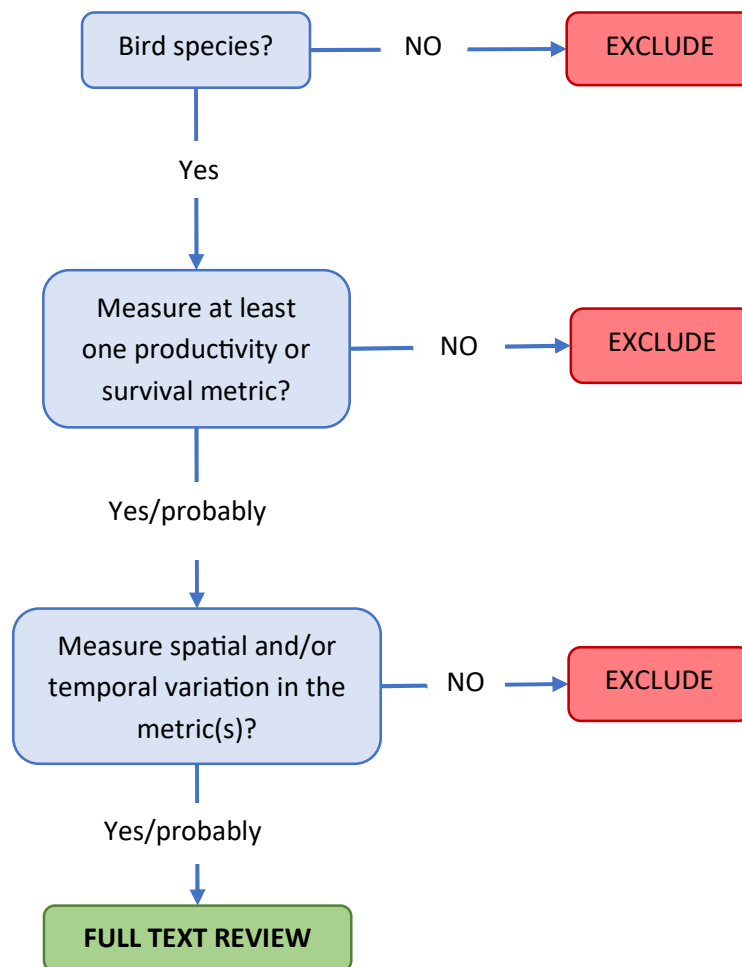 Bird species?
NO
EXCLUDE
Yes
Measure at least
one productivity or
survival metric?
NO
EXCLUDE
Yes/probably
Measure spatial and/or
temporal variation in the
metric(s)?
NO
EXCLUDE
Yes/probably
FULL TEXT REVIEW